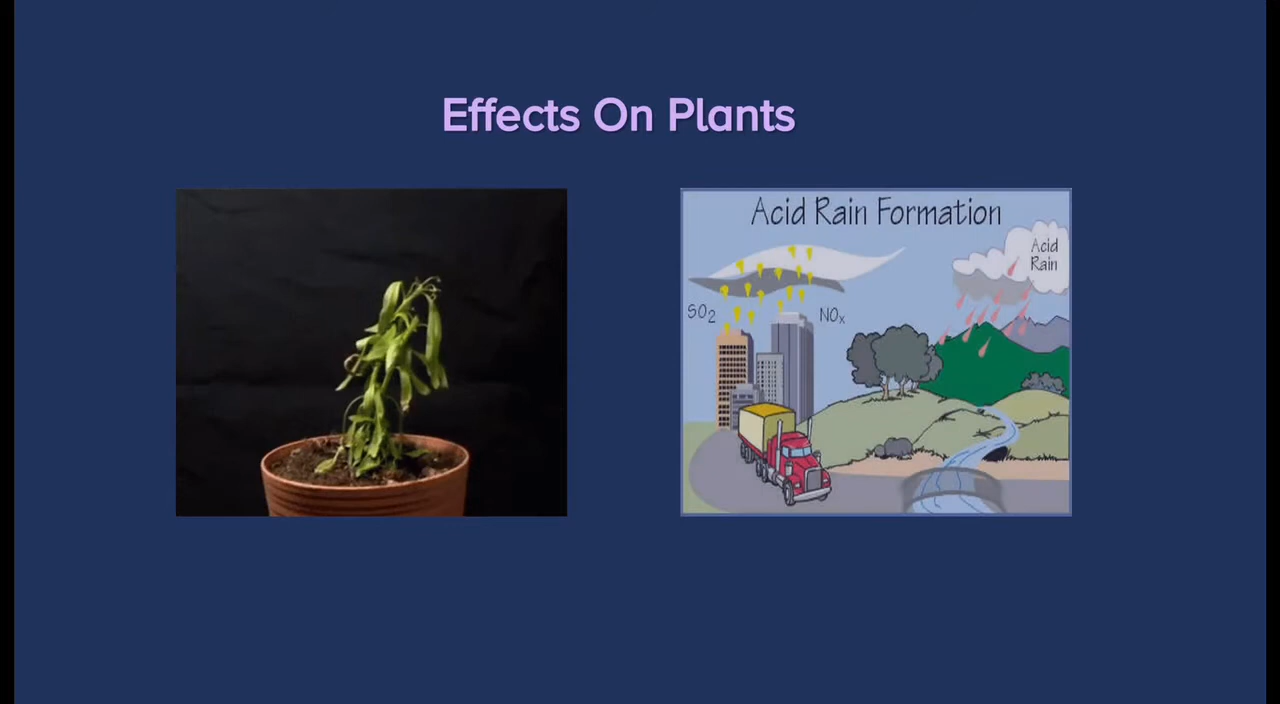 Effects On Plants
Acid Rain Formation
Acid
Rain
SO₂
NOₓ